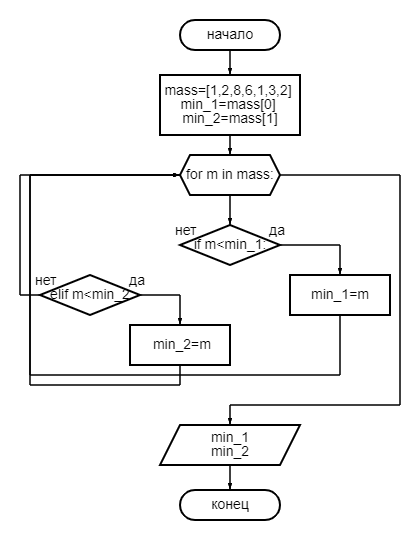 начало
mass=[1,2,8,6,1,3,2]
min_1=mass[0]
min_2=mass[1]
for m in mass:
нет
да
if m<min_1:
нет
да
elif m<min_2
min_1=m
min_2=m
min_1
min_2
конец